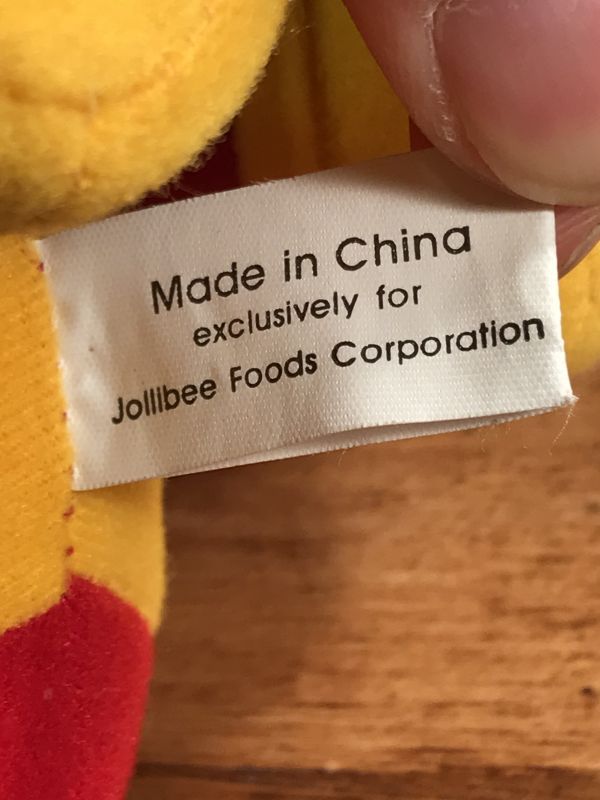 Made in China
exclusively for
Jollibee Foods Corporation